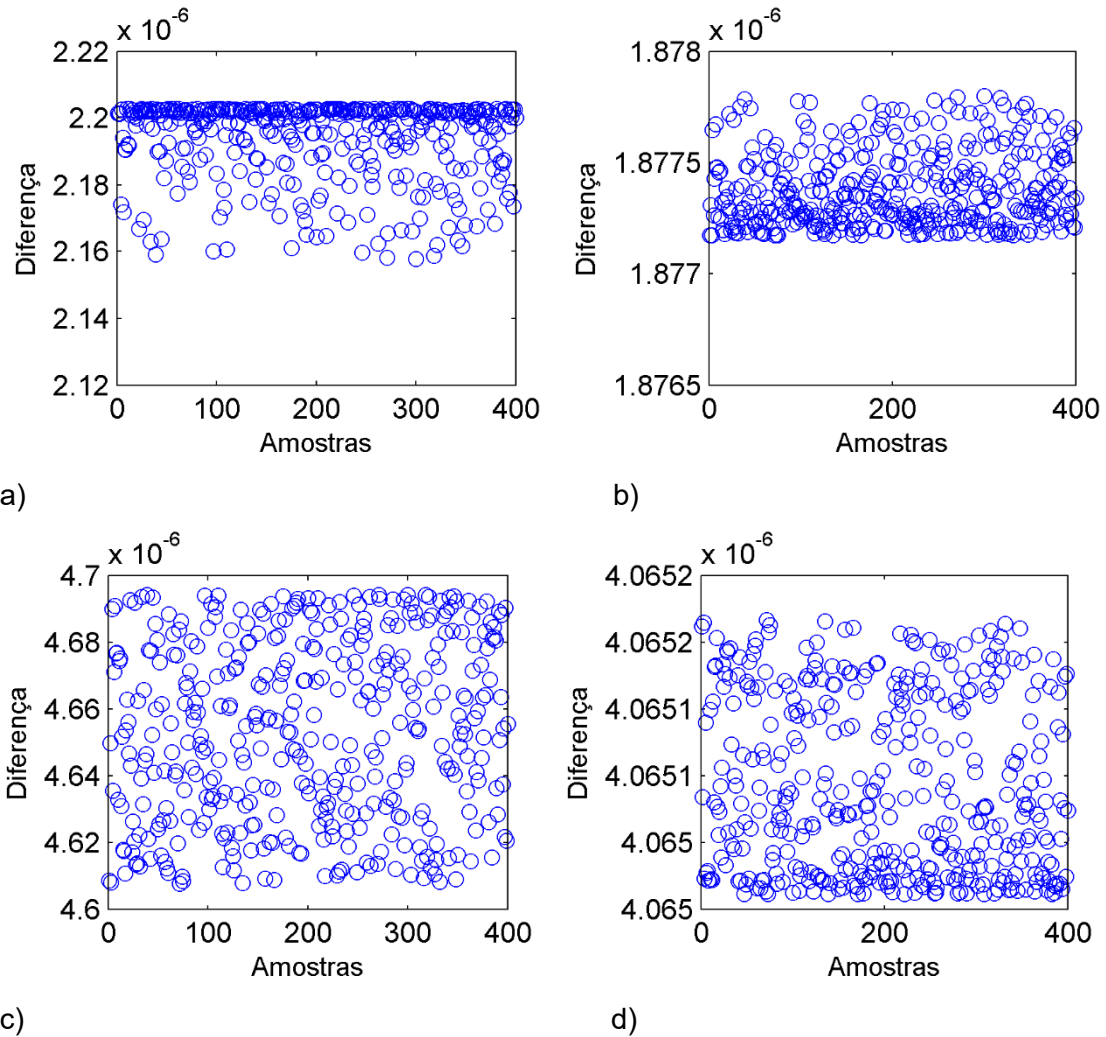 x 10-6
2.22
2.2
2.18
2.16
2.14
2.12
Diferença
0 100 200 300 400
Amostras
a)
x 10-6
1.878
1.8775
1.877
1.8765
Diferença
0 200 400
Amostras
b)
x 10-6
4.7
4.68
4.66
4.64
4.62
4.6
Diferença
0 100 200 300 400
Amostras
c)
x 10-6
4.0652
4.0652
4.0651
4.0651
4.065
4.065
Diferença
0 200 400
Amostras
d)